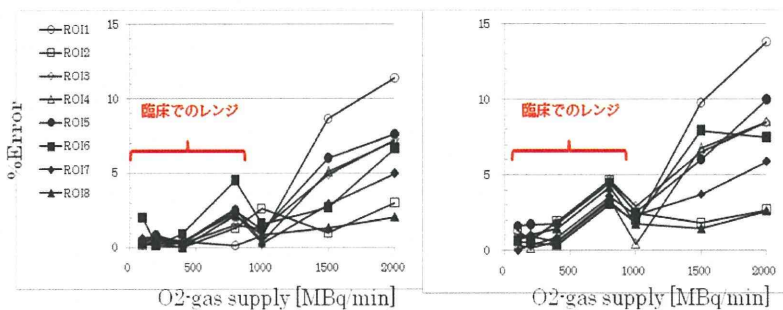 ROI1
ROI2
ROI3
ROI4
ROI5
ROI6
ROI7
ROI8
%Error
15
10
5
0
臨床でのレンジ
0
500
1000
1500
2000
O2-gas supply [MBq/min]
15
10
5
0
臨床でのレンジ
0
500
1000
1500
2000
O2-gas supply [MBq/min]